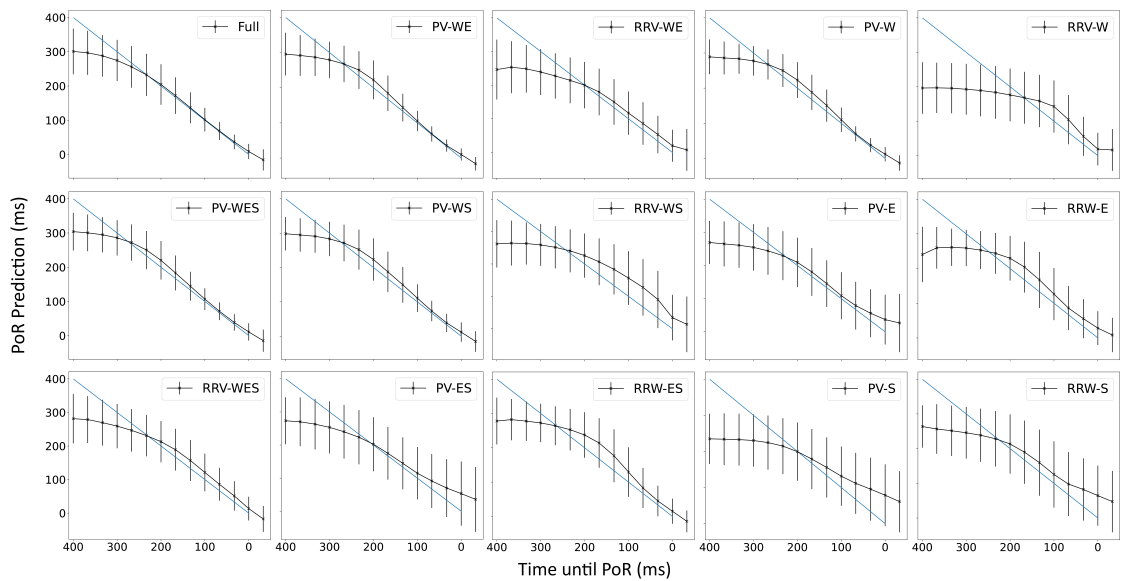 Full
PV-WE
RRV-WE
PV-W
RRV-W
400
300
200
100
0
PV-WES
PV-WS
RRV-WS
PV-E
RRW-E
400
300
200
100
0
PoR Prediction (ms)
RRV-WES
PV-ES
RRW-ES
PV-S
RRW-S
400
300
200
100
0
400 300 200 100 0
400 300 200 100 0
400 300 200 100 0
400 300 200 100 0
400 300 200 100 0
Time until PoR (ms)